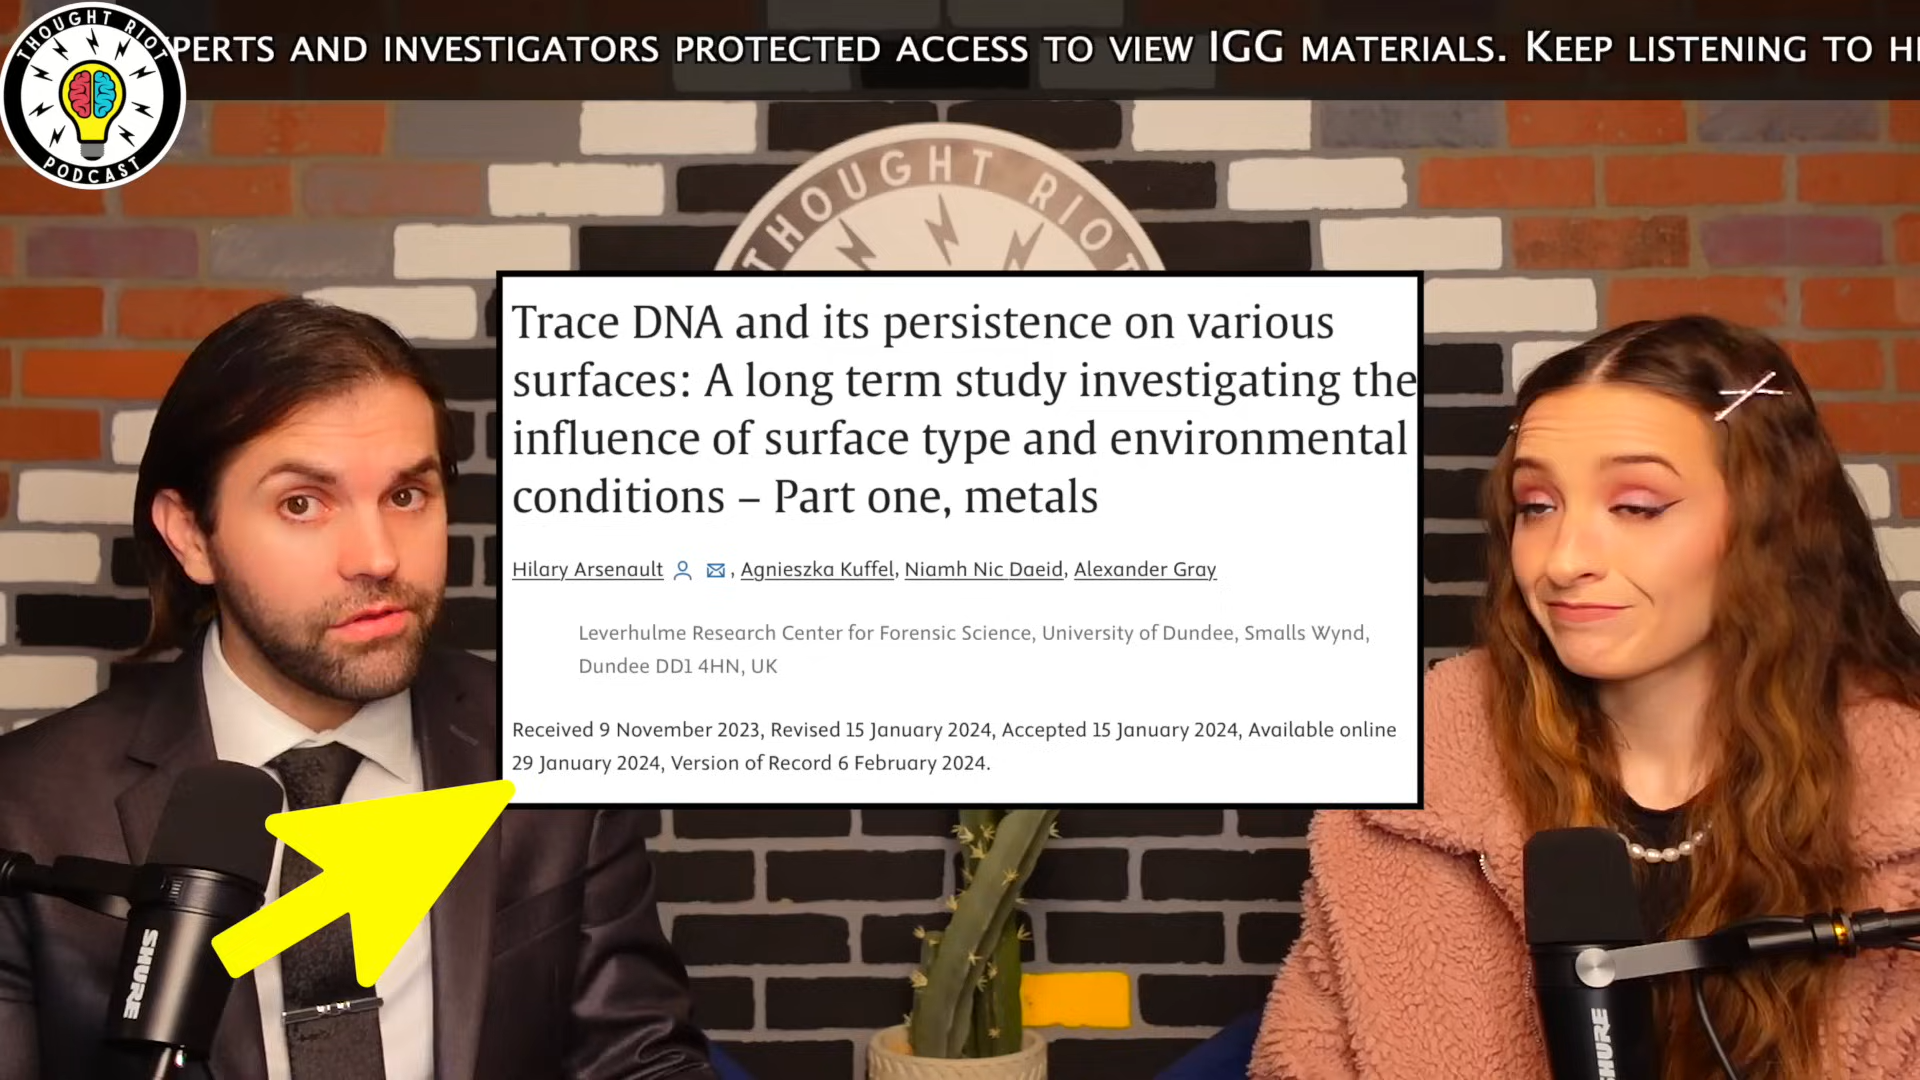 THOUGHT RIOT
PODCAST
PERTS AND INVESTIGATORS PROTECTED ACCESS TO VIEW IGG MATERIALS. KEEP LISTENING TO HE
THOUGHT RIOT
Trace DNA and its persistence on various
surfaces: A long term study investigating the
influence of surface type and environmental
conditions – Part one, metals
Hilary Arsenault , Agnieszka Kuffel, Niamh Nic Daeid, Alexander Gray
Leverhulme Research Center for Forensic Science, University of Dundee, Smalls Wynd,
Dundee DD1 4HN, UK
Received 9 November 2023, Revised 15 January 2024, Accepted 15 January 2024, Available online
29 January 2024, Version of Record 6 February 2024.
SHURE
SHURE